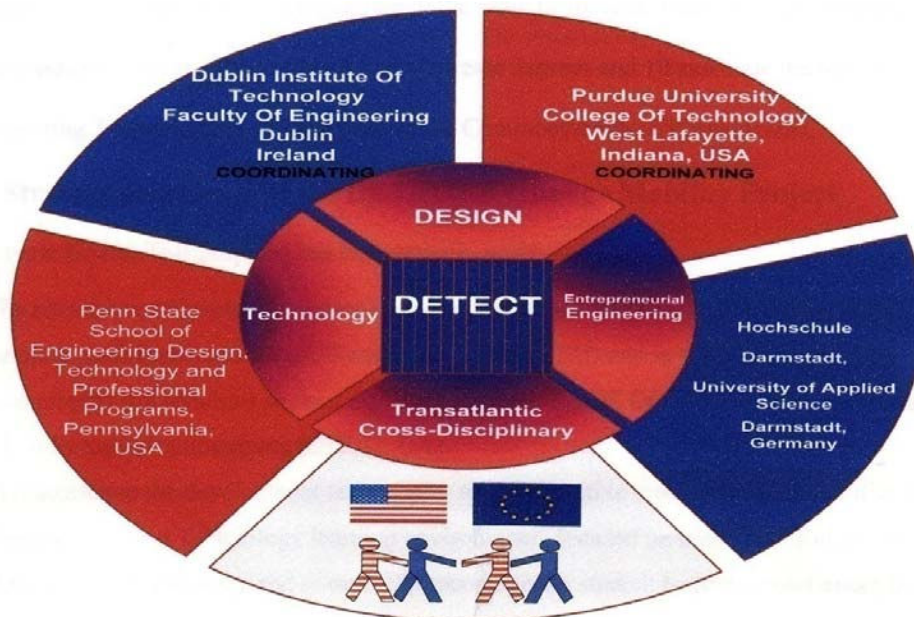 Dublin Institute Of
Technology
Faculty Of Engineering
Dublin
Ireland
COORDINATING
Purdue University
College Of Technology
West Lafayette,
Indiana, USA
COORDINATING
DESIGN
Technology
DETECT
Entrepreneurial
Engineering
Transatlantic
Cross-Disciplinary
Penn State
School of
Engineering Design,
Technology and
Professional
Programs,
Pennsylvania,
USA
Hochschule
Darmstadt,
University of Applied
Science
Darmstadt,
Germany